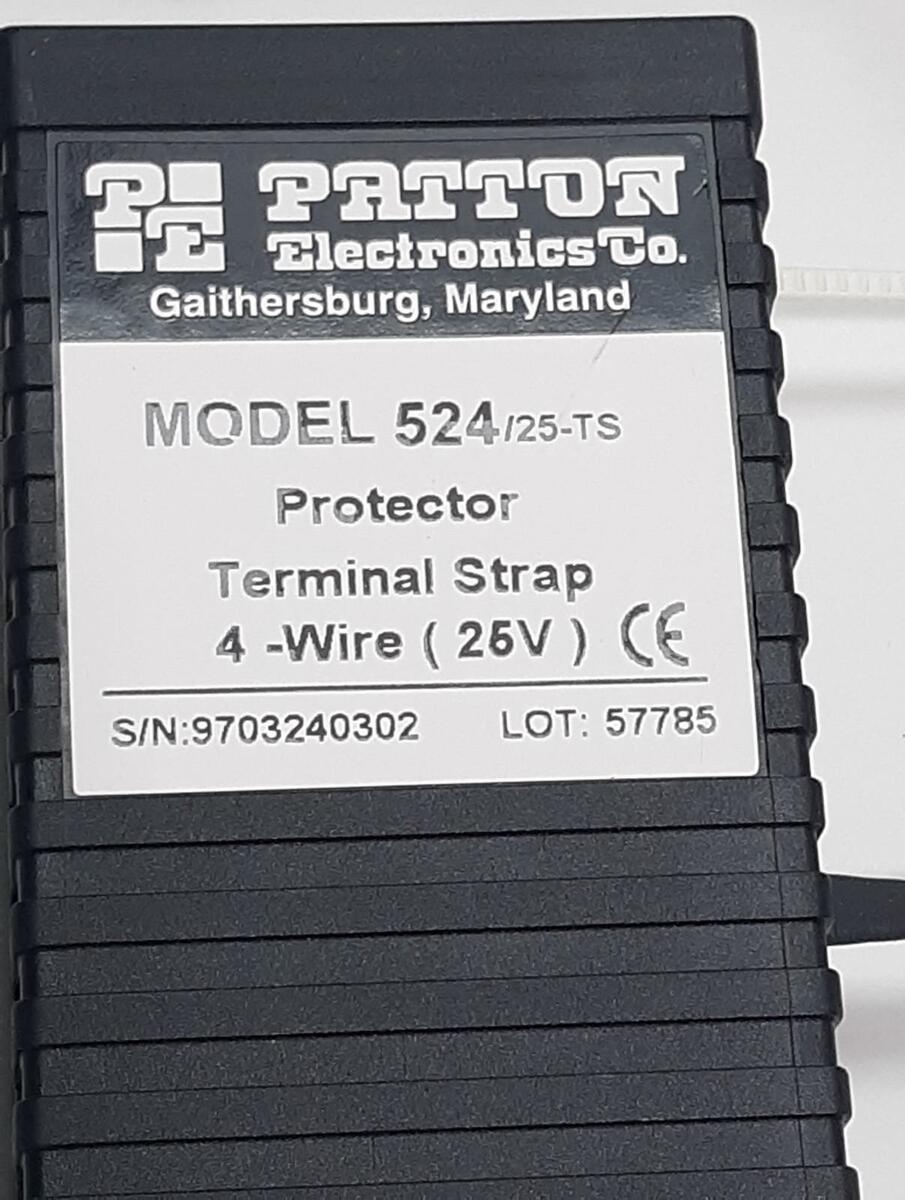 PE PATTON
Electronics Co.
Gaithersburg, Maryland
MODEL 524/25-TS
Protector
Terminal Strap
4 -Wire ( 25V ) CE
S/N:9703240302 LOT: 57785